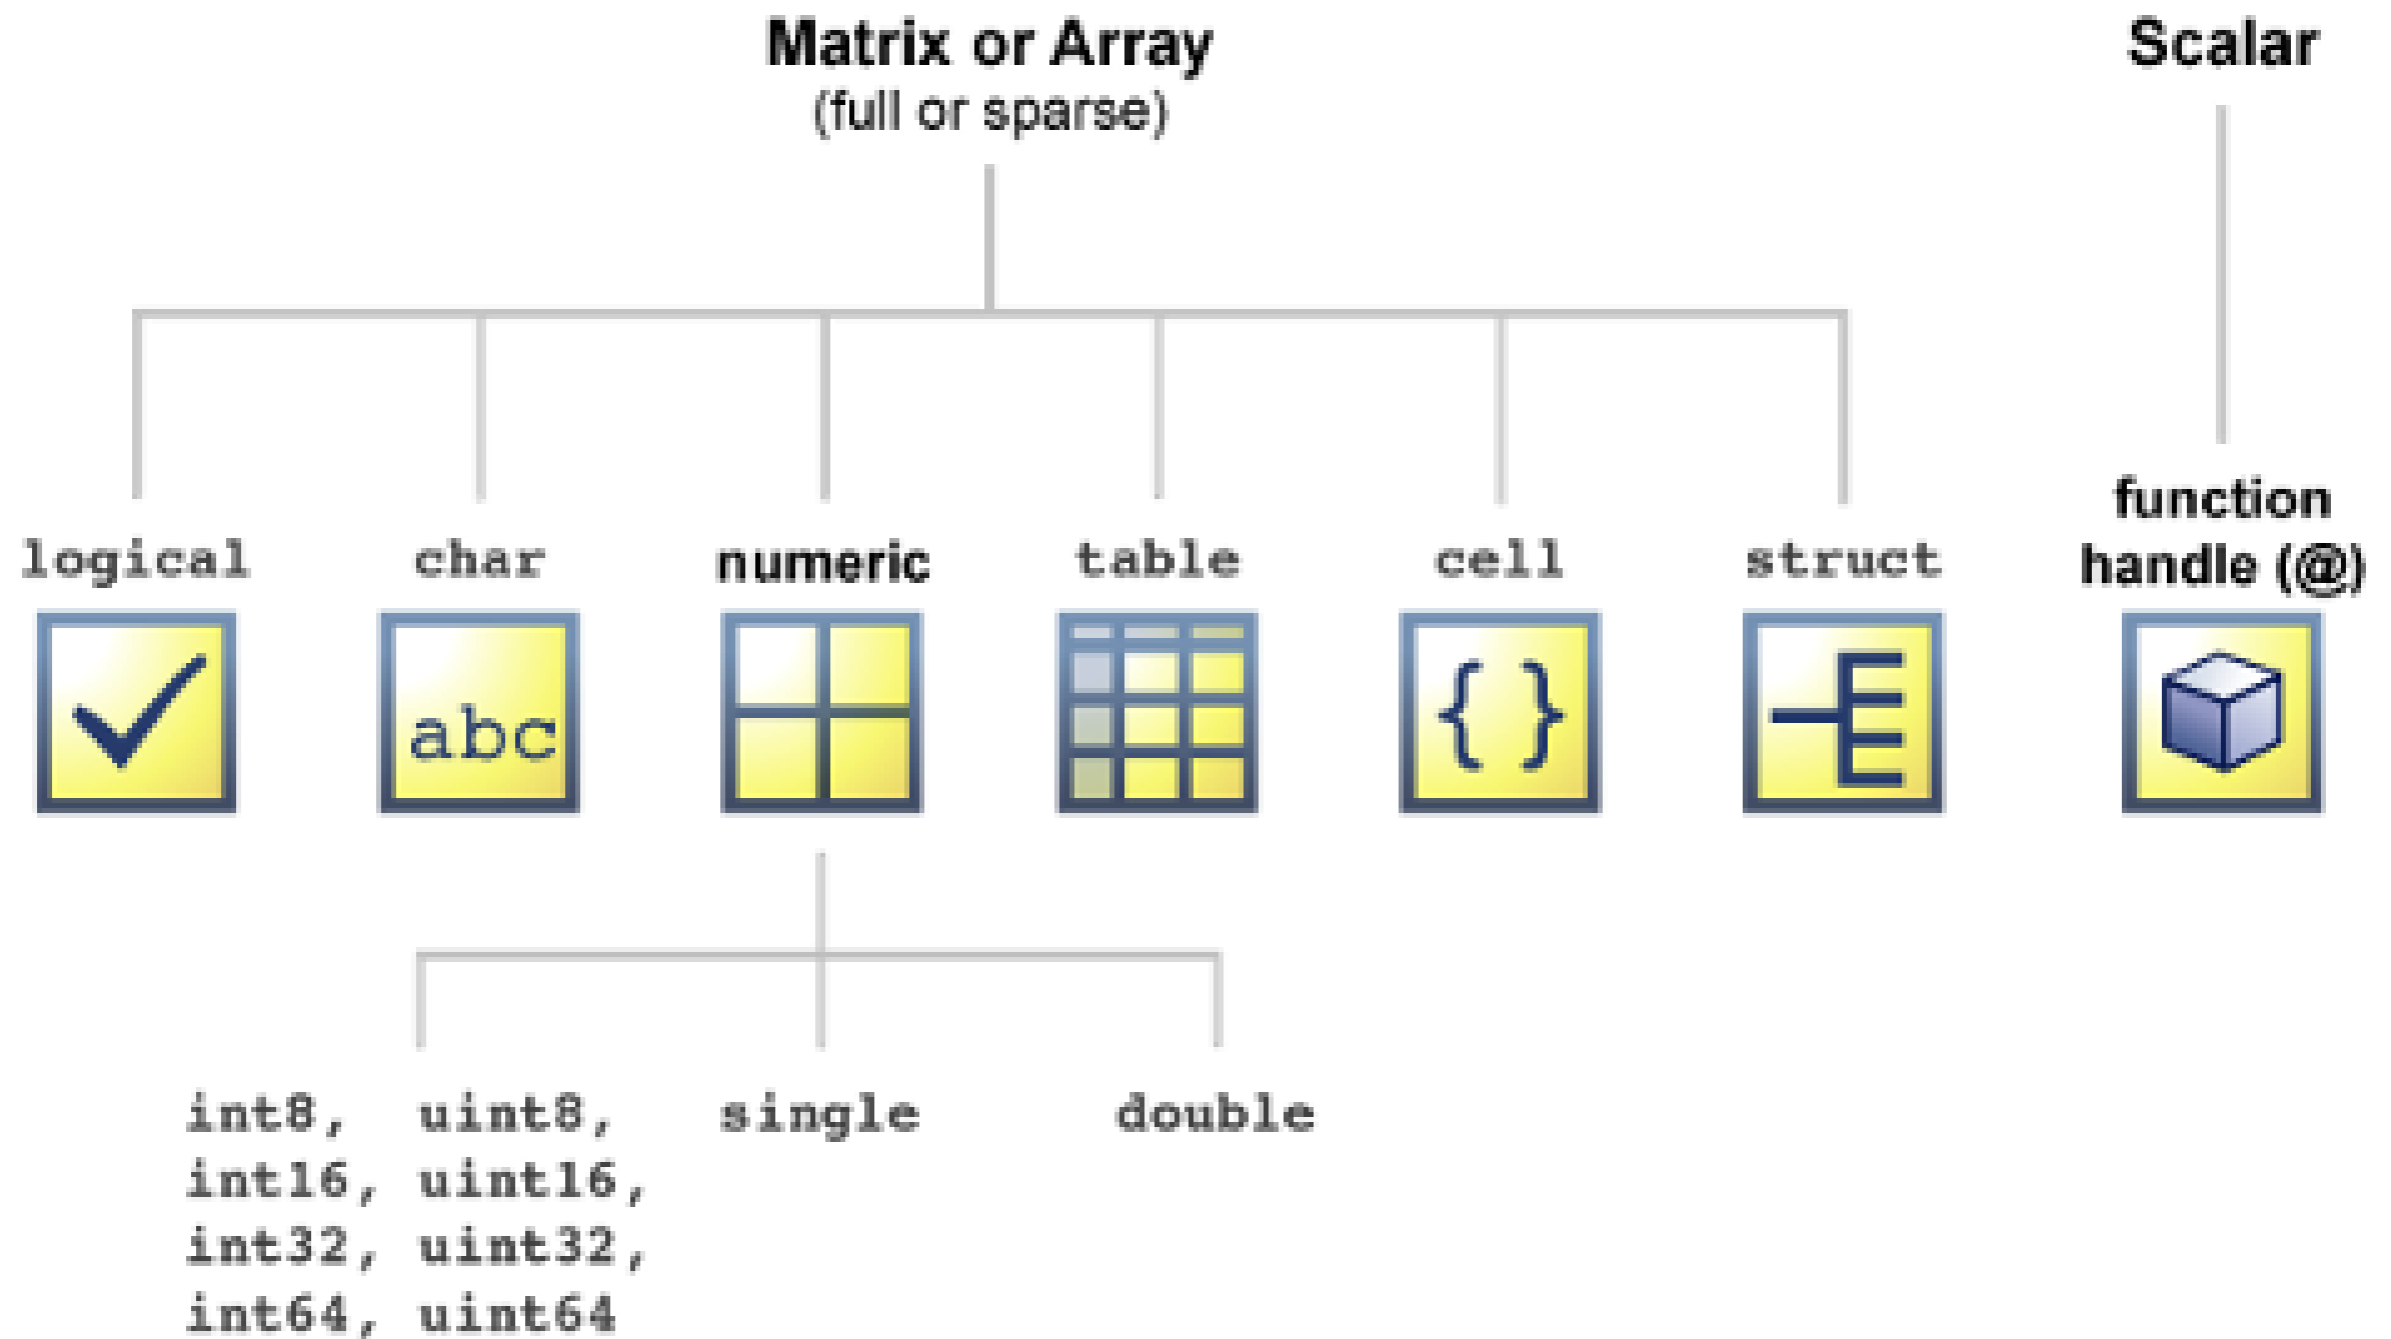 Matrix or Array
(full or sparse)
Scalar
logical
char
numeric
table
cell
struct
function
handle (@)
abc
{ }
int8, uint8,
int16, uint16,
int32, uint32,
int64, uint64
single
double